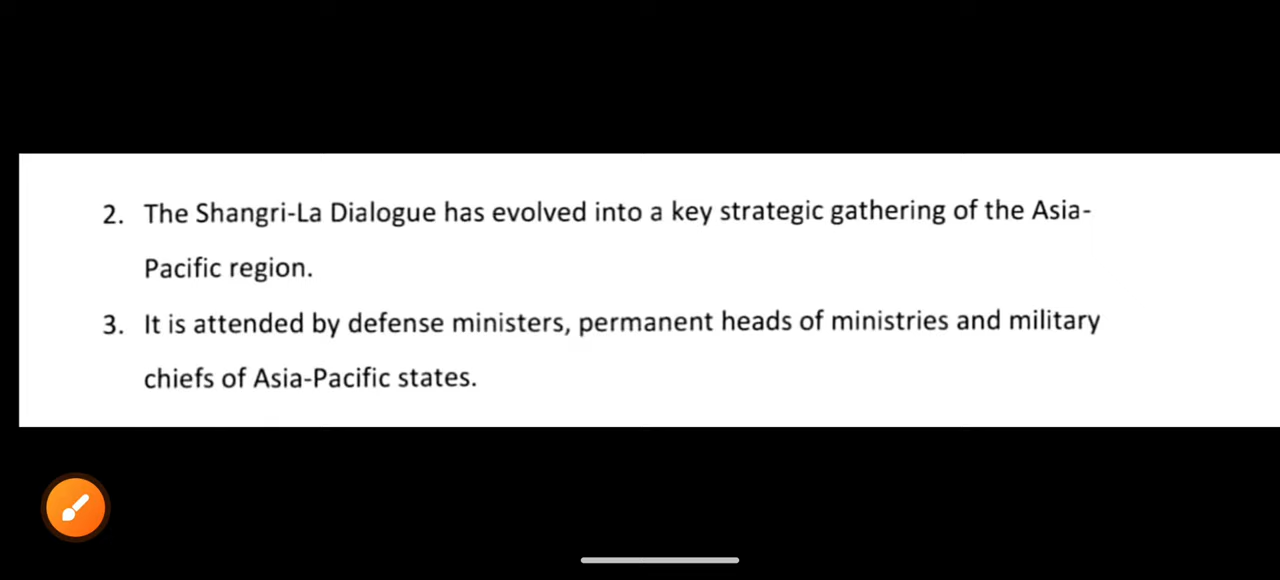 2. The Shangri-La Dialogue has evolved into a key strategic gathering of the Asia-
Pacific region.
3. It is attended by defense ministers, permanent heads of ministries and military
chiefs of Asia-Pacific states.